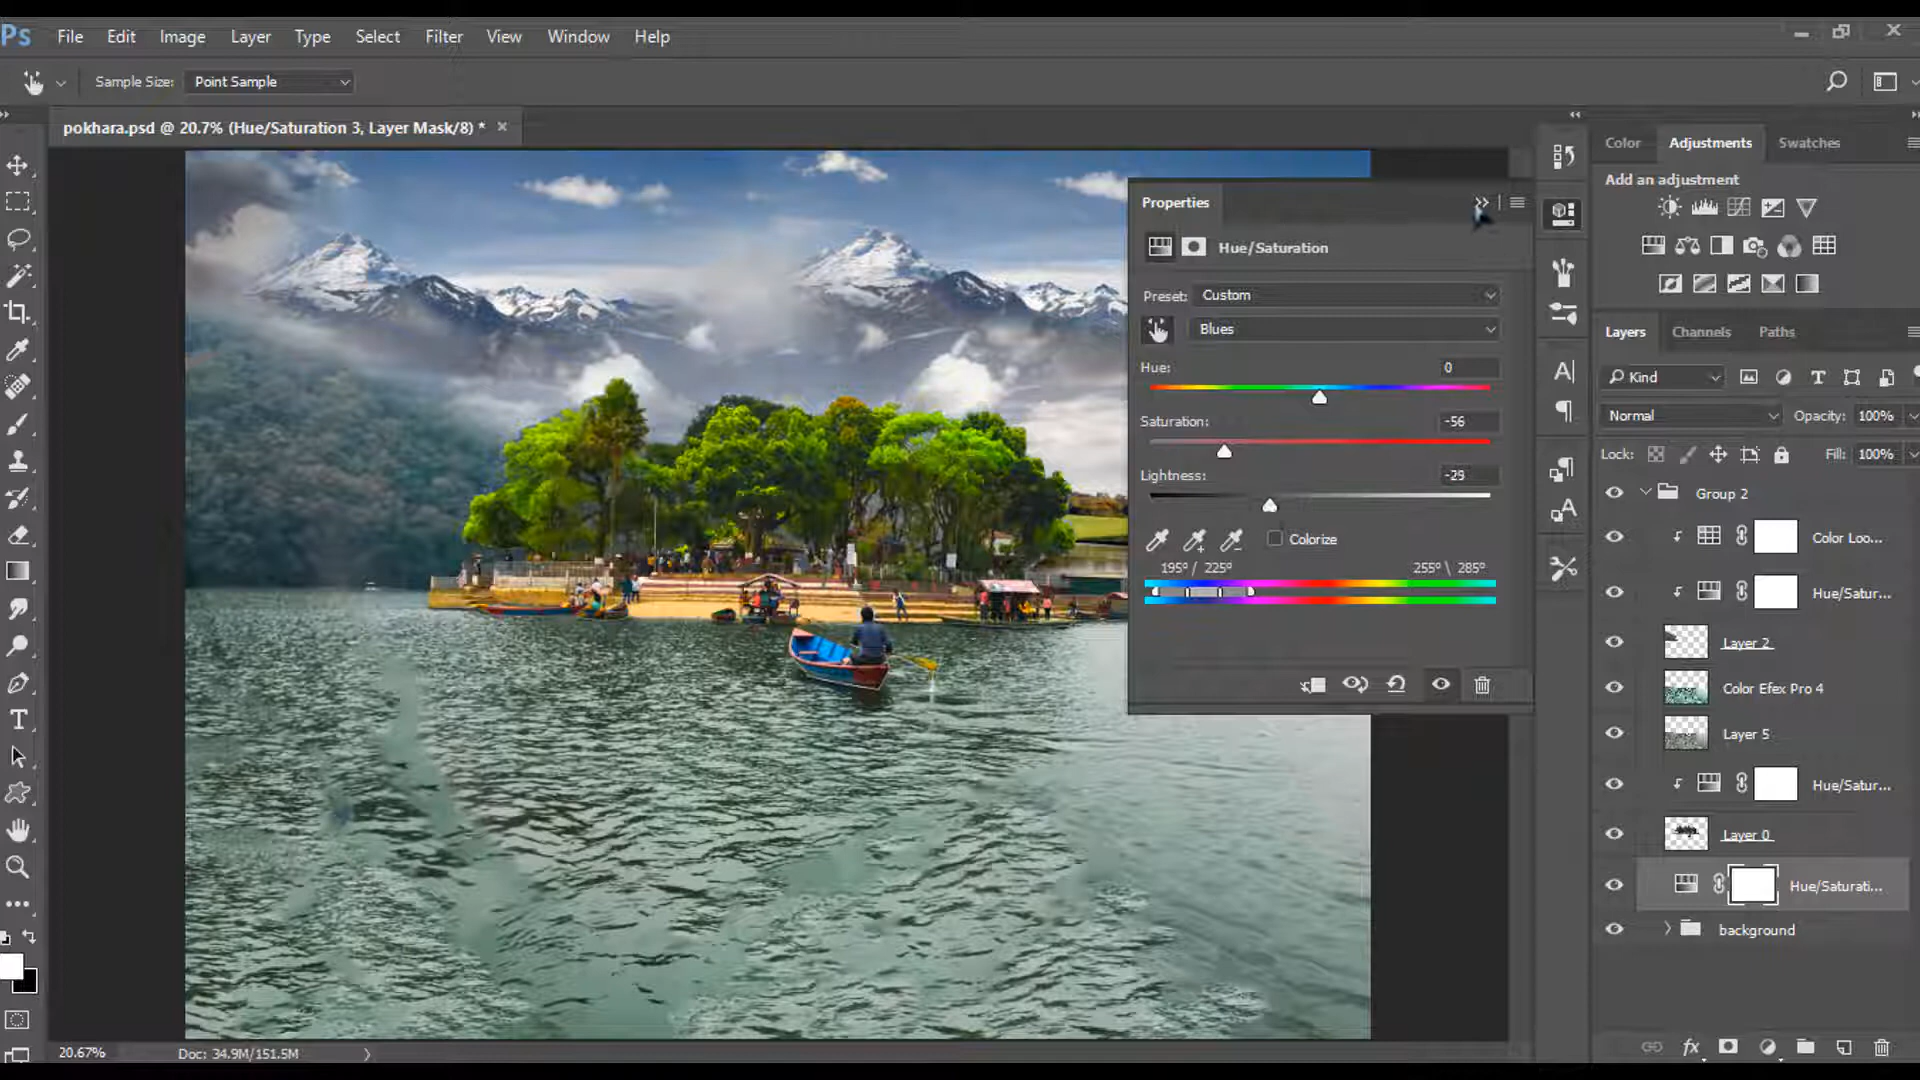 Ps File Edit Image Layer Type Select Filter View Window Help
Sample Size: Point Sample
pokhara.psd @ 20.7% (Hue/Saturation 3, Layer Mask/8) *
Color Adjustments Swatches
Add an adjustment
Properties
Hue/Saturation
Preset: Custom
Blues
Hue: 0
Saturation: -56
Lightness: -29
Colorize
195° / 225° 255° \ 285°
Layers Channels Paths
Kind
Normal Opacity: 100%
Lock: Fill: 100%
Group 2
Color Loo...
Hue/Satur...
Layer 2
Color Efex Pro 4
Layer 5
Hue/Satur...
Layer 0
Hue/Saturati...
background
20.67% Doc: 34.9M/151.5M